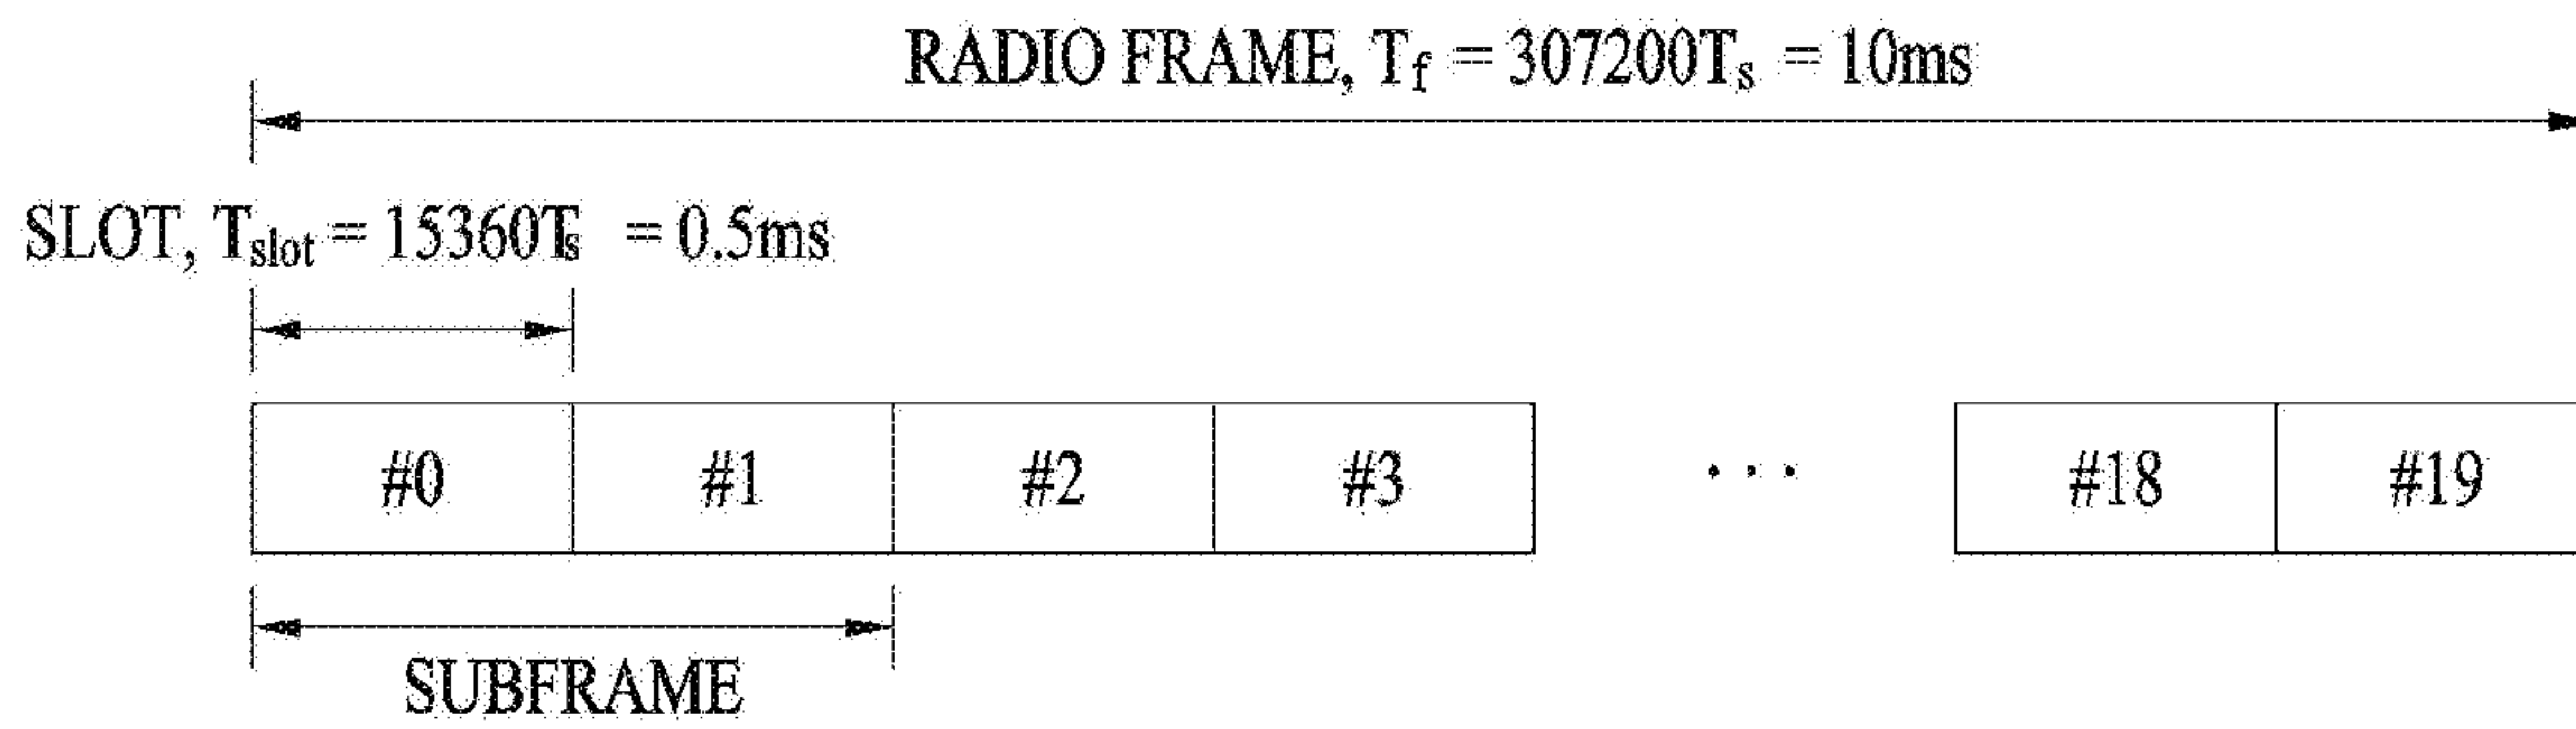 RADIO FRAME, Tf = 307200Ts = 10ms
SLOT, Tslot = 15360Ts = 0.5ms
#0 #1 #2 #3 ··· #18 #19
SUBFRAME